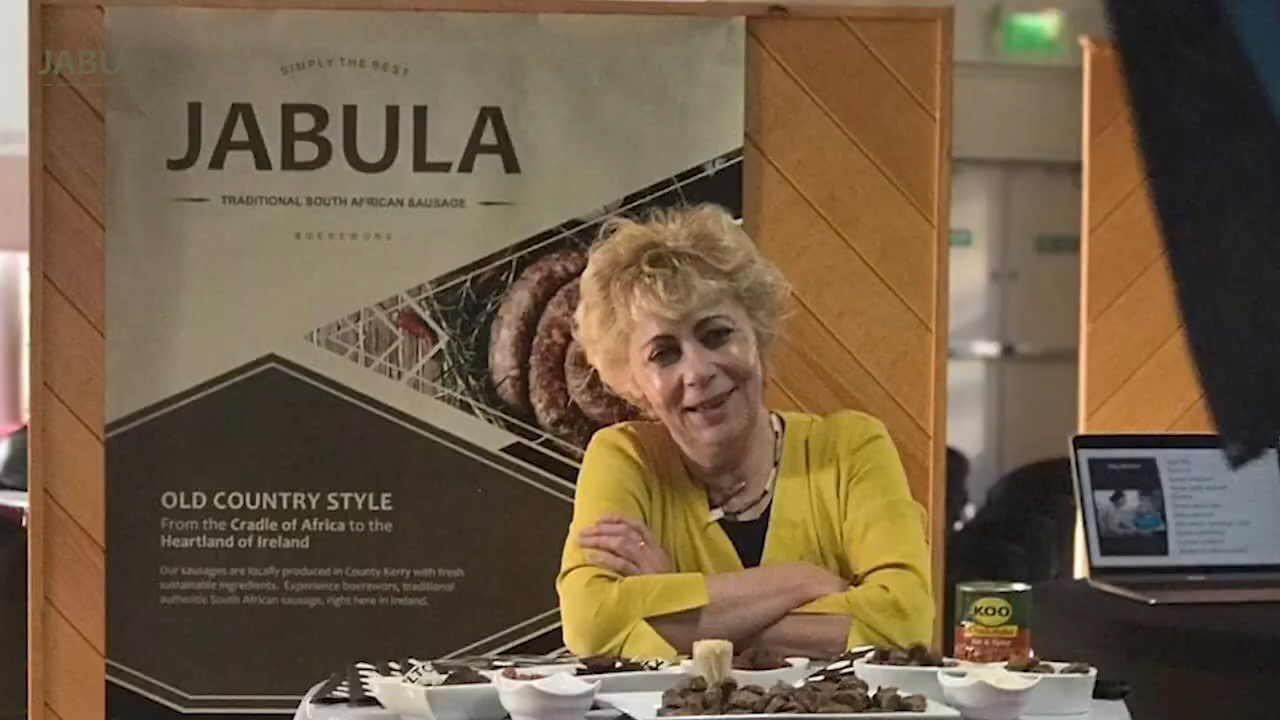 JABULA
SIMPLY THE BEST
JABULA
TRADITIONAL SOUTH AFRICAN SAUSAGE
BOEREWORS
OLD COUNTRY STYLE
From the Cradle of Africa to the
Heartland of Ireland
Our sausages are locally produced in County Kerry with fresh
sustainable ingredients. Experience boerewors, traditional
authentic South African sausage, right here in Ireland.
KOO